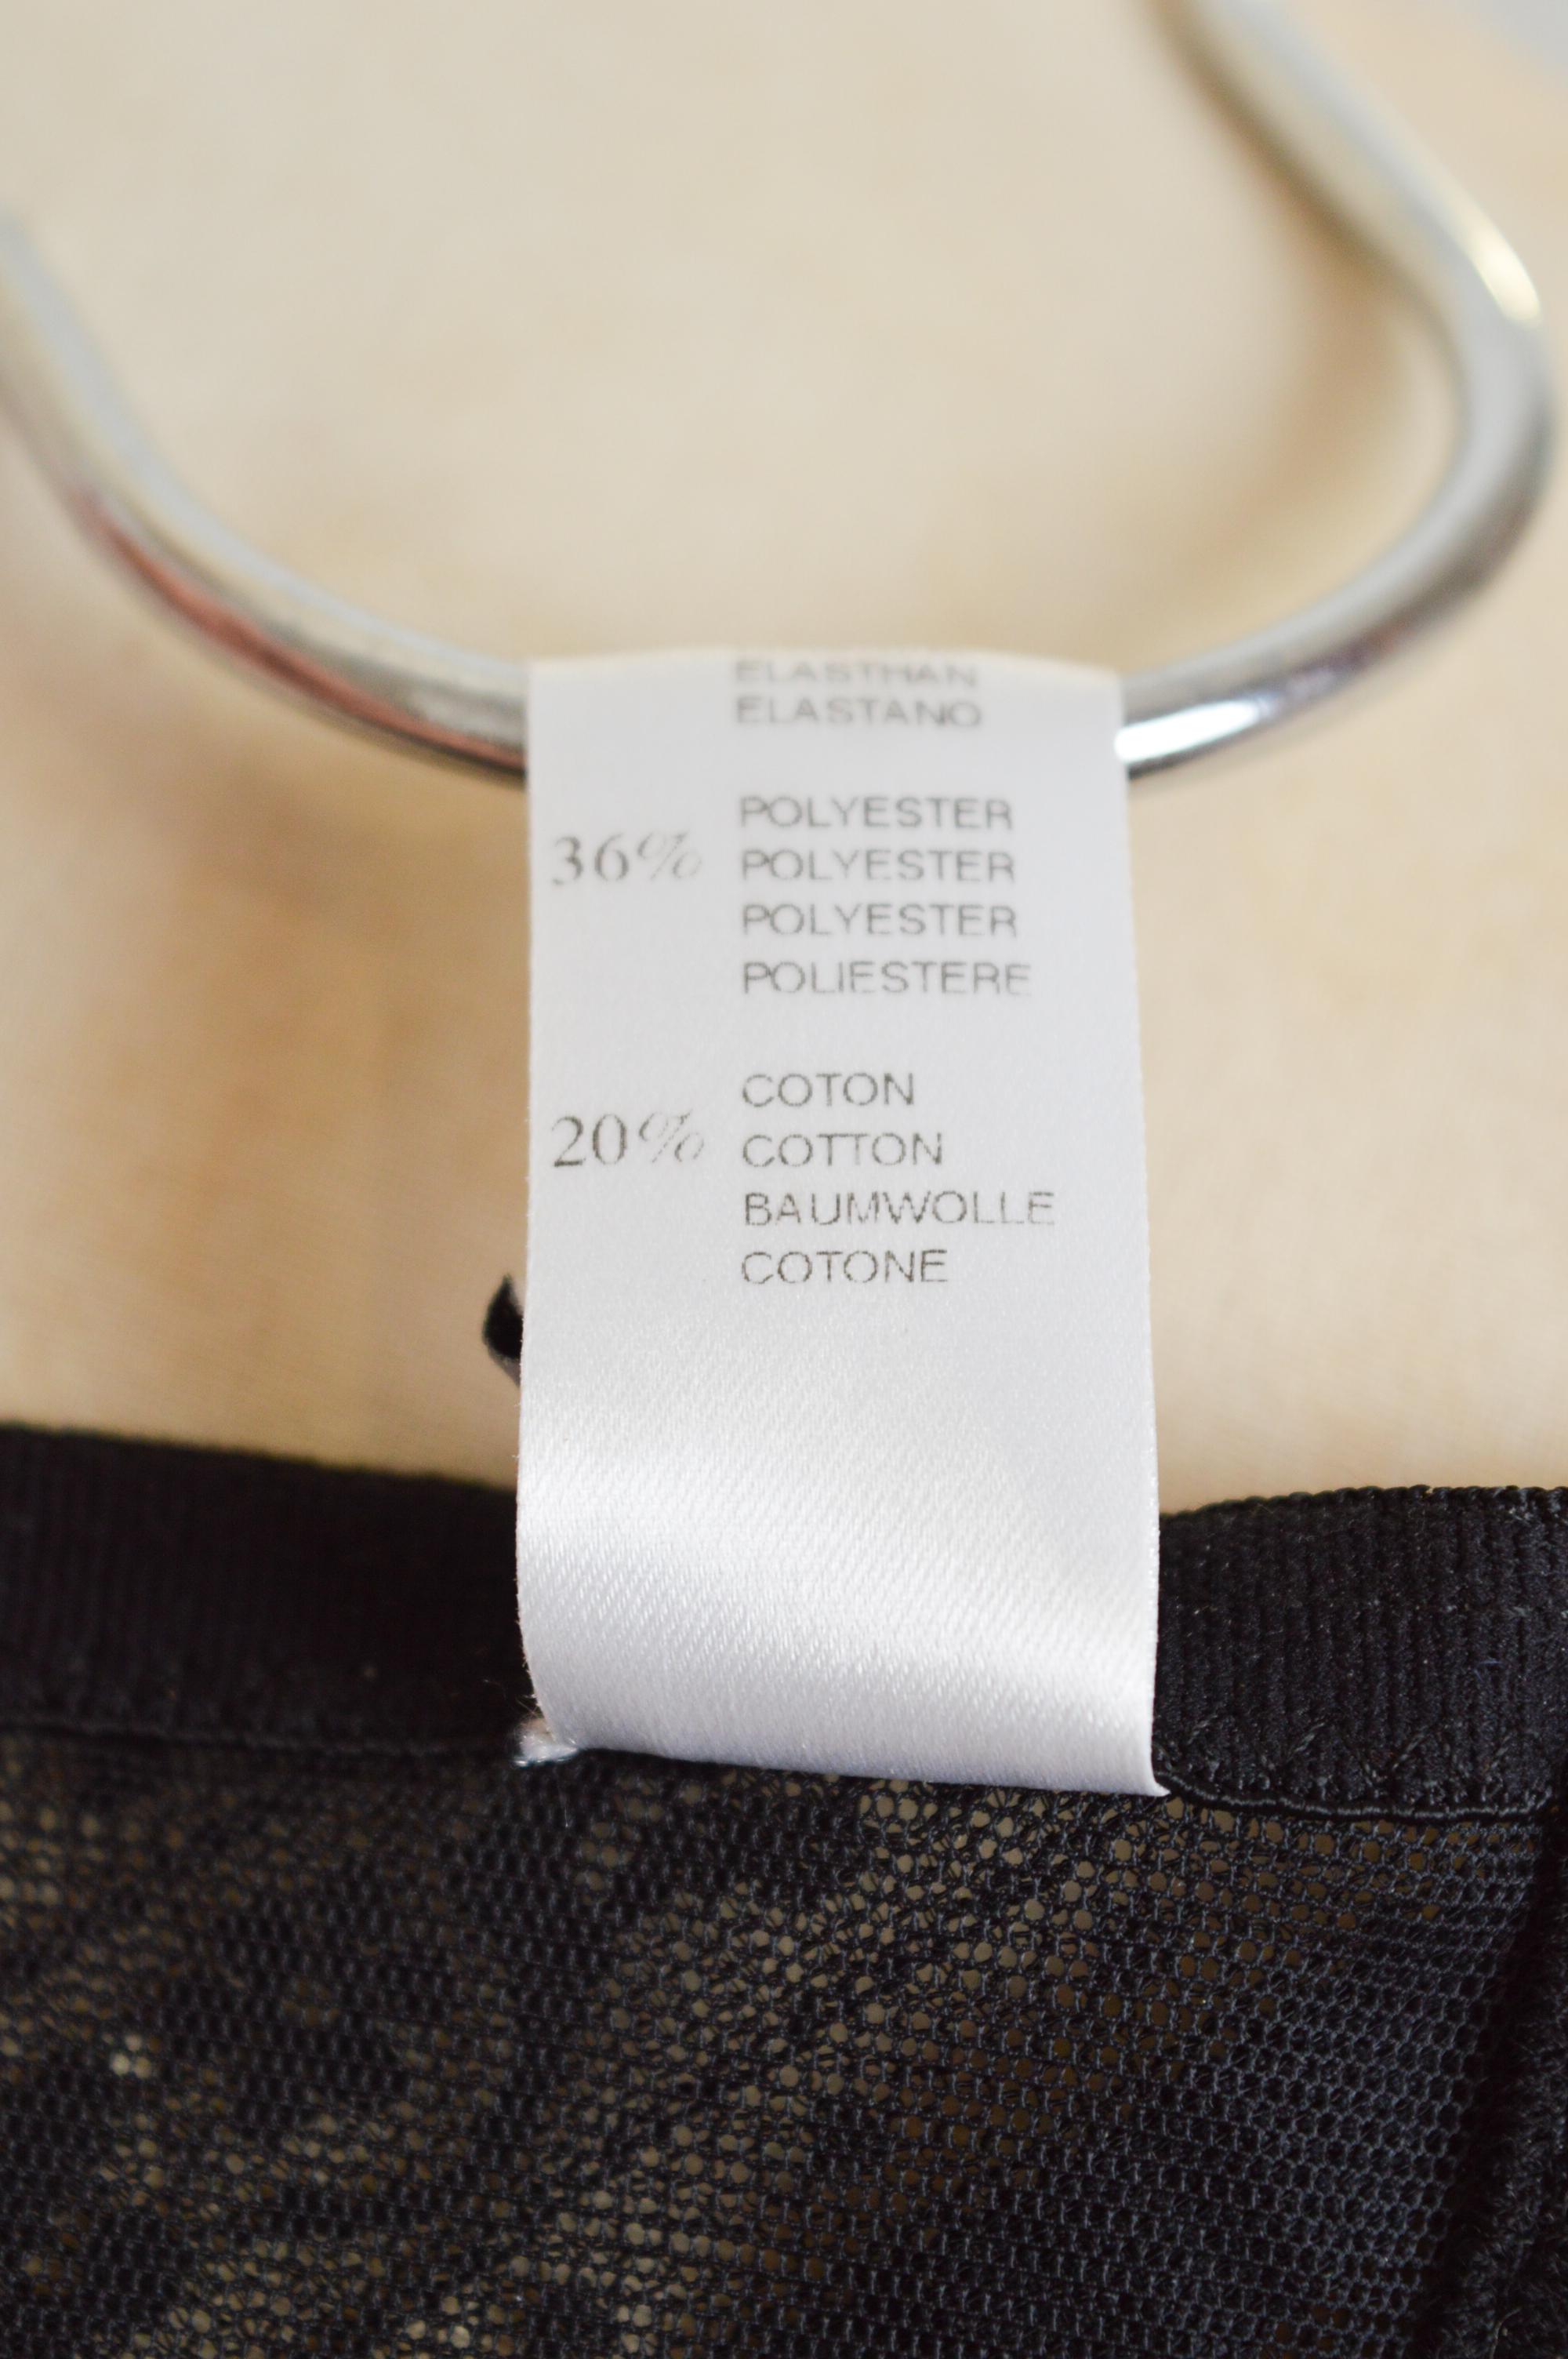 ELASTHAN
ELASTANO
POLYESTER
36% POLYESTER
POLYESTER
POLIESTERE
COTON
20% COTTON
BAUMWOLLE
COTONE